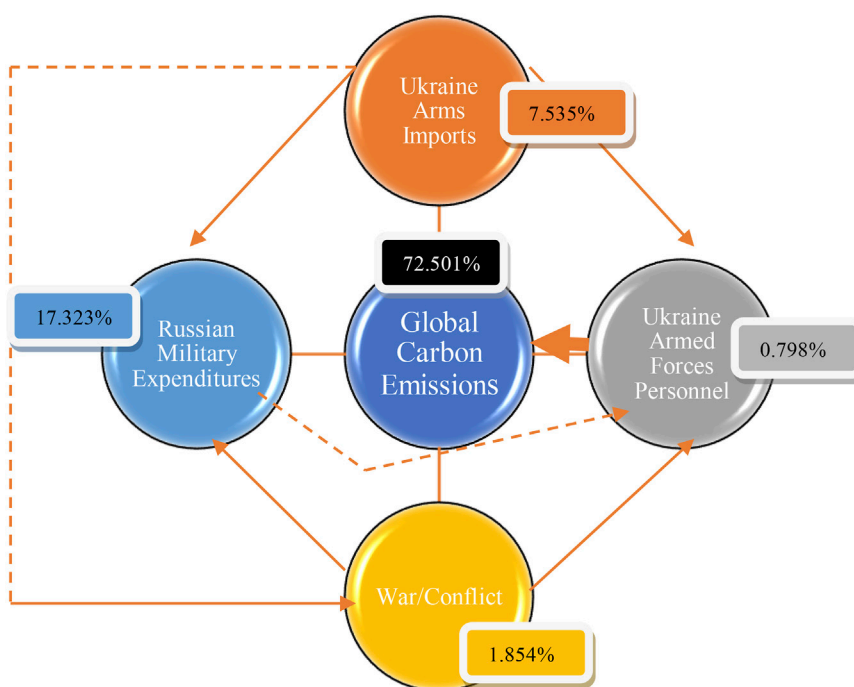 Ukraine
Arms
Imports
7.535%
72.501%
17.323%
Russian
Military
Expenditures
Global
Carbon
Emissions
Ukraine
Armed
Forces
Personnel
0.798%
War/Conflict
1.854%